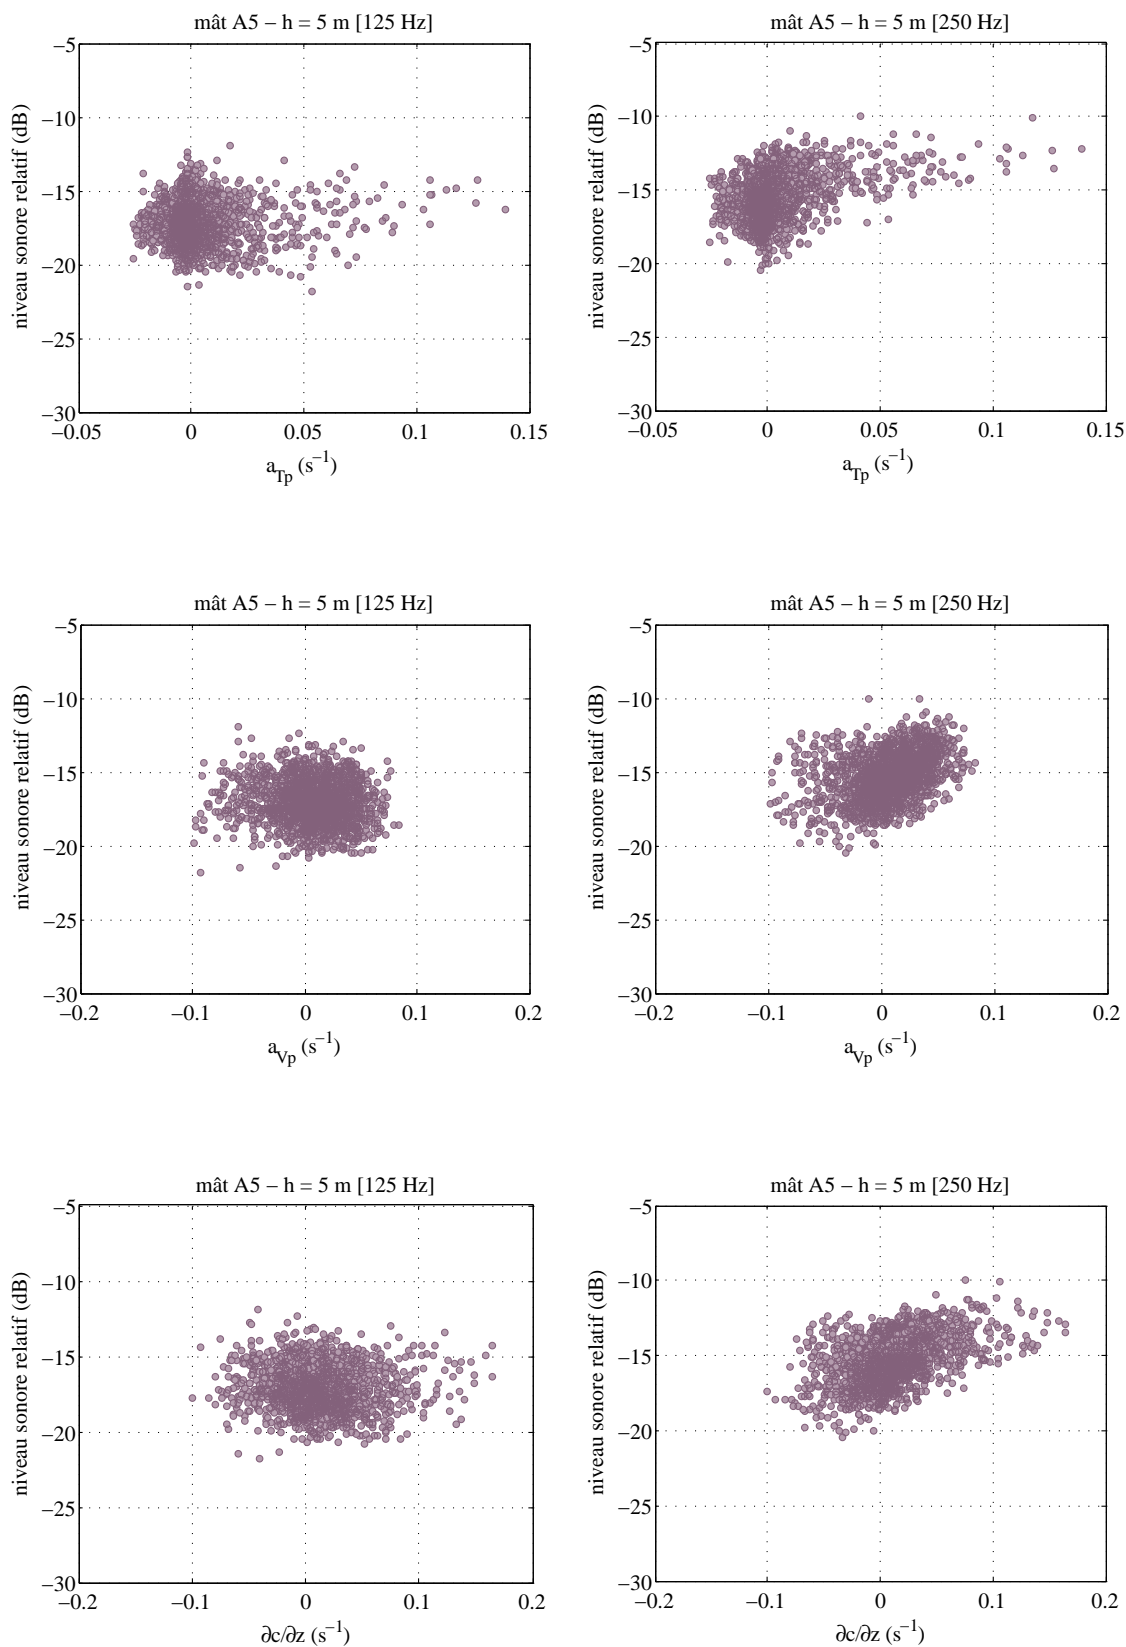 mât A5 – h = 5 m [125 Hz]
−5
−10
−15
−20
−25
−30
niveau sonore relatif (dB)
−0.05 0 0.05 0.1 0.15
a_Tp (s⁻¹)
mât A5 – h = 5 m [250 Hz]
−5
−10
−15
−20
−25
−30
niveau sonore relatif (dB)
−0.05 0 0.05 0.1 0.15
a_Tp (s⁻¹)
mât A5 – h = 5 m [125 Hz]
−5
−10
−15
−20
−25
−30
niveau sonore relatif (dB)
−0.2 −0.1 0 0.1 0.2
a_Vp (s⁻¹)
mât A5 – h = 5 m [250 Hz]
−5
−10
−15
−20
−25
−30
niveau sonore relatif (dB)
−0.2 −0.1 0 0.1 0.2
a_Vp (s⁻¹)
mât A5 – h = 5 m [125 Hz]
−5
−10
−15
−20
−25
−30
niveau sonore relatif (dB)
−0.2 −0.1 0 0.1 0.2
∂c/∂z (s⁻¹)
mât A5 – h = 5 m [250 Hz]
−5
−10
−15
−20
−25
−30
niveau sonore relatif (dB)
−0.2 −0.1 0 0.1 0.2
∂c/∂z (s⁻¹)